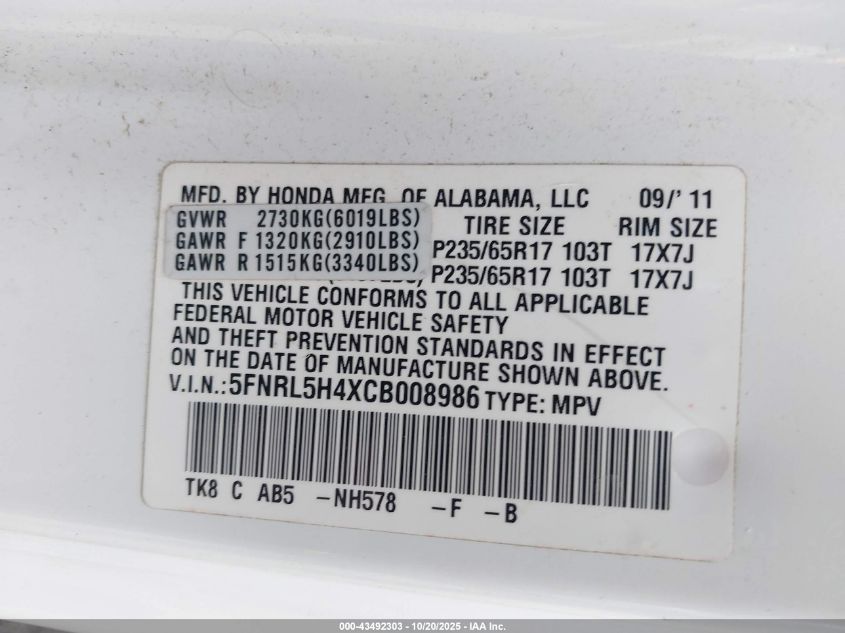 MFD. BY HONDA MFG. OF ALABAMA, LLC 09/' 11
GVWR 2730KG(6019LBS) TIRE SIZE RIM SIZE
GAWR F 1320KG(2910LBS) P235/65R17 103T 17X7J
GAWR R 1515KG(3340LBS) P235/65R17 103T 17X7J
THIS VEHICLE CONFORMS TO ALL APPLICABLE
FEDERAL MOTOR VEHICLE SAFETY
AND THEFT PREVENTION STANDARDS IN EFFECT
ON THE DATE OF MANUFACTURE SHOWN ABOVE.
V.I.N.: 5FNRL5H4XCB008986 TYPE: MPV
TK8 C AB5 -NH578 -F -B
000-43492303 - 10/20/2025 - IAA Inc.